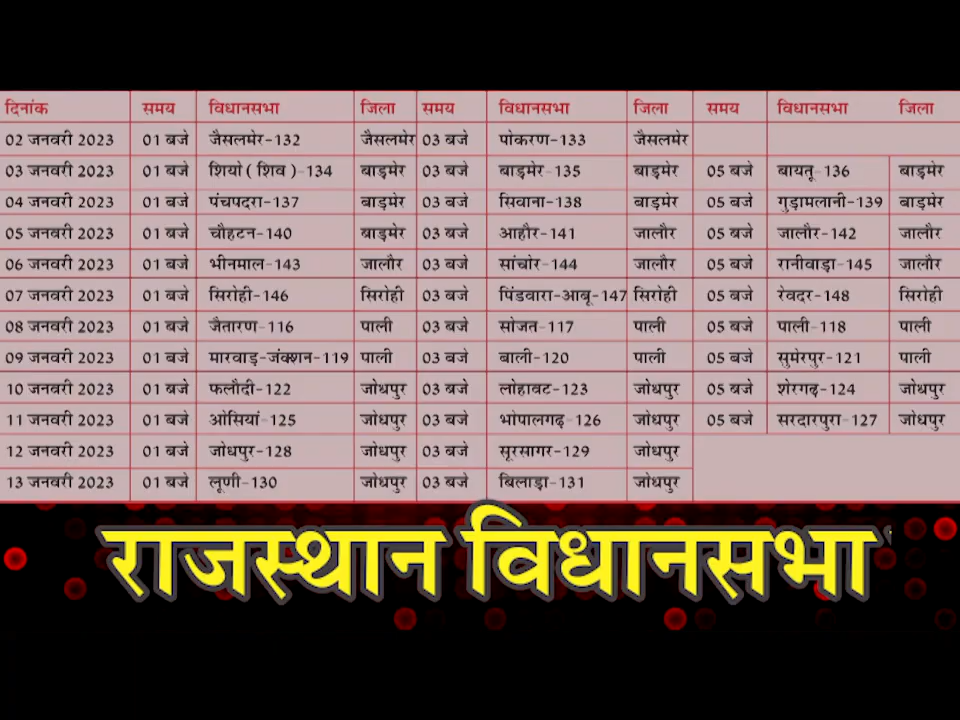 दिनांक समय विधानसभा जिला समय विधानसभा जिला समय विधानसभा जिला
02 जनवरी 2023 01 बजे जैसलमेर-132 जैसलमेर 03 बजे पोकरण-133 जैसलमेर
03 जनवरी 2023 01 बजे शियो ( शिव )-134 बाड़मेर 03 बजे बाड़मेर-135 बाड़मेर 05 बजे बायतू-136 बाड़मेर
04 जनवरी 2023 01 बजे पंचपदरा-137 बाड़मेर 03 बजे सिवाना-138 बाड़मेर 05 बजे गुड़ामलानी-139 बाड़मेर
05 जनवरी 2023 01 बजे चौहटन-140 बाड़मेर 03 बजे आहौर-141 जालौर 05 बजे जालौर-142 जालौर
06 जनवरी 2023 01 बजे भीनमाल-143 जालौर 03 बजे सांचोर-144 जालौर 05 बजे रानीवाड़ा-145 जालौर
07 जनवरी 2023 01 बजे सिरोही-146 सिरोही 03 बजे पिंडवारा-आबू-147 सिरोही 05 बजे रेवदर-148 सिरोही
08 जनवरी 2023 01 बजे जैतारण-116 पाली 03 बजे सोजत-117 पाली 05 बजे पाली-118 पाली
09 जनवरी 2023 01 बजे मारवाड़-जंक्शन-119 पाली 03 बजे बाली-120 पाली 05 बजे सुमेरपुर-121 पाली
10 जनवरी 2023 01 बजे फलौदी-122 जोधपुर 03 बजे लोहावट-123 जोधपुर 05 बजे शेरगढ़-124 जोधपुर
11 जनवरी 2023 01 बजे ओसियां-125 जोधपुर 03 बजे भोपालगढ़-126 जोधपुर 05 बजे सरदारपुरा-127 जोधपुर
12 जनवरी 2023 01 बजे जोधपुर-128 जोधपुर 03 बजे सूरसागर-129 जोधपुर
13 जनवरी 2023 01 बजे लूणी-130 जोधपुर 03 बजे बिलाड़ा-131 जोधपुर
राजस्थान विधानसभा